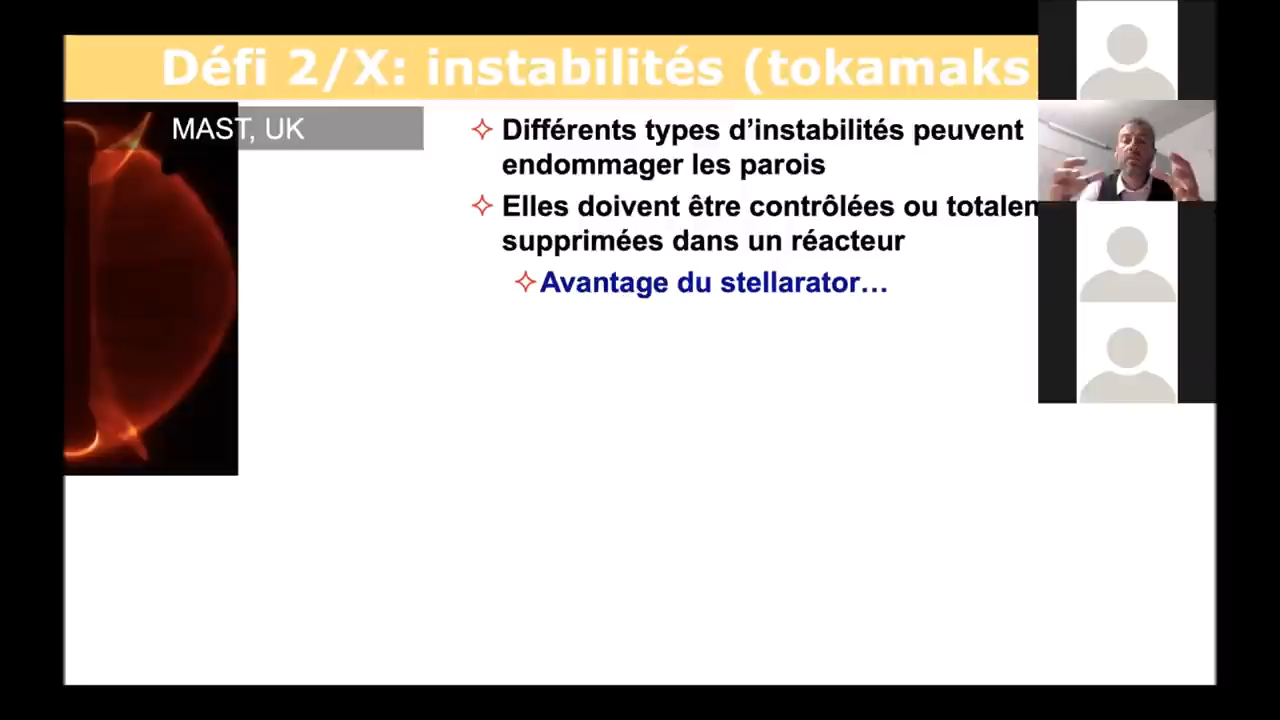 Défi 2/X: instabilités (tokamaks
MAST, UK
Différents types d’instabilités peuvent
endommager les parois
Elles doivent être contrôlées ou totalem
supprimées dans un réacteur
Avantage du stellarator…